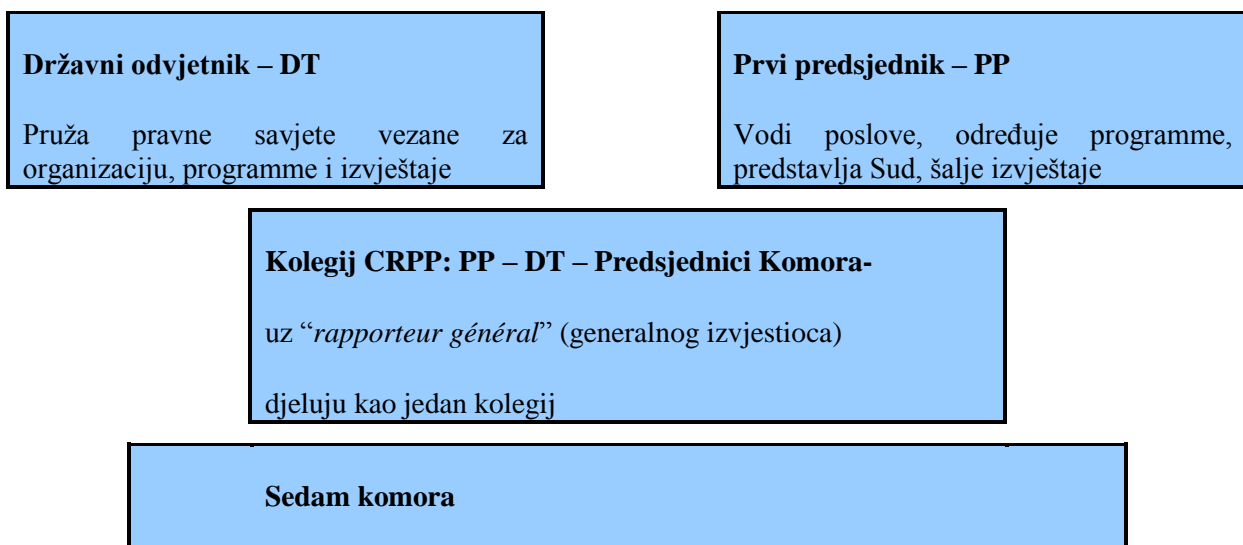 Državni odvjetnik – DT
Pruža pravne savjete vezane za
organizaciju, programme i izvještaje
Prvi predsjednik – PP
Vodi poslove, određuje programme,
predstavlja Sud, šalje izvještaje
Kolegij CRPP: PP – DT – Predsjednici Komora-
uz “rapporteur général” (generalnog izvjestioca)
djeluju kao jedan kolegij
Sedam komora